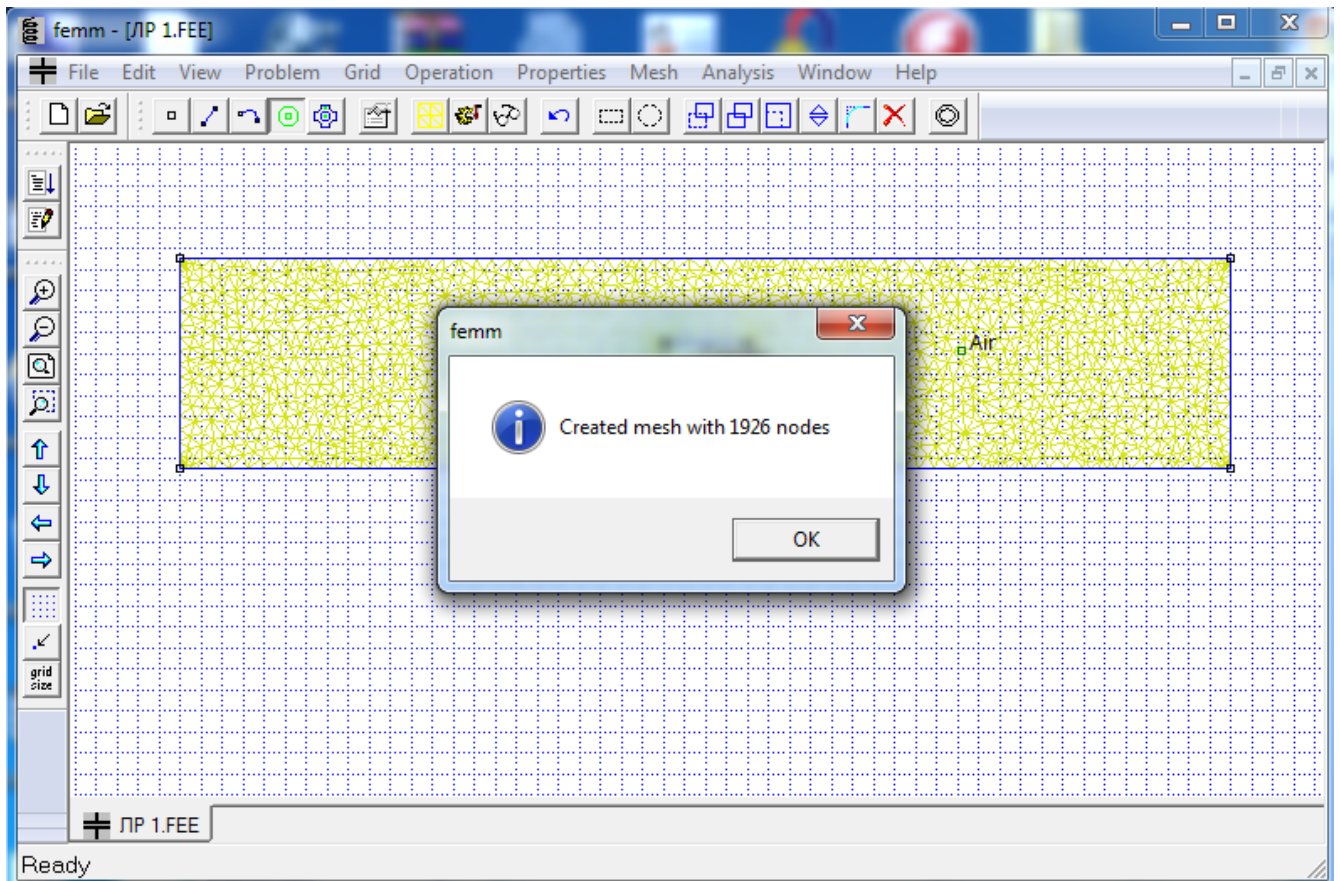 femm - [ЛР 1.FEE]
File Edit View Problem Grid Operation Properties Mesh Analysis Window Help
Air
femm
Created mesh with 1926 nodes
OK
grid
size
ЛР 1.FEE
Ready